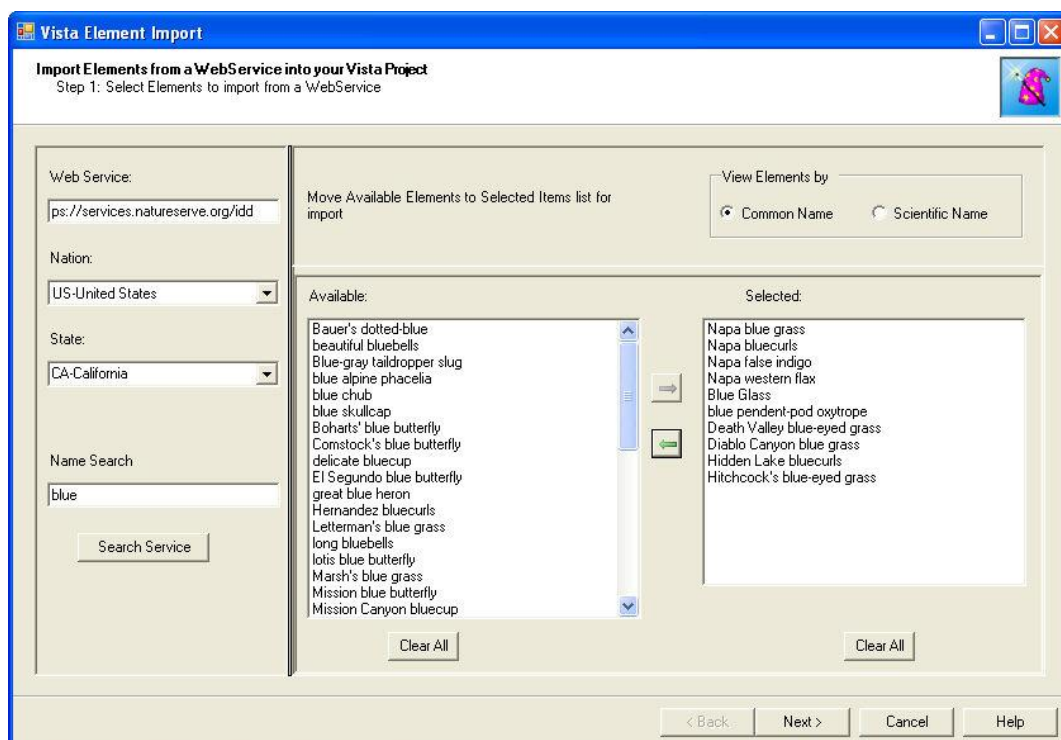 Vista Element Import
Import Elements from a WebService into your Vista Project
Step 1: Select Elements to import from a WebService
Web Service:
ps://services.natureserve.org/idd
Nation:
US-United States
State:
CA-California
Name Search
blue
Search Service
Move Available Elements to Selected Items list for
import
View Elements by
Common Name
Scientific Name
Available:
Bauer's dotted-blue
beautiful bluebells
Blue-gray taildropper slug
blue alpine phacelia
blue chub
blue skullcap
Boharts' blue butterfly
Comstock's blue butterfly
delicate bluecup
El Segundo blue butterfly
great blue heron
Hernandez bluecurls
Letterman's blue grass
long bluebells
lotis blue butterfly
Marsh's blue grass
Mission blue butterfly
Mission Canyon bluecup
Clear All
Selected:
Napa blue grass
Napa bluecurls
Napa false indigo
Napa western flax
Blue Glass
blue pendent-pod oxytrope
Death Valley blue-eyed grass
Diablo Canyon blue grass
Hidden Lake bluecurls
Hitchcock's blue-eyed grass
Clear All
< Back
Next >
Cancel
Help